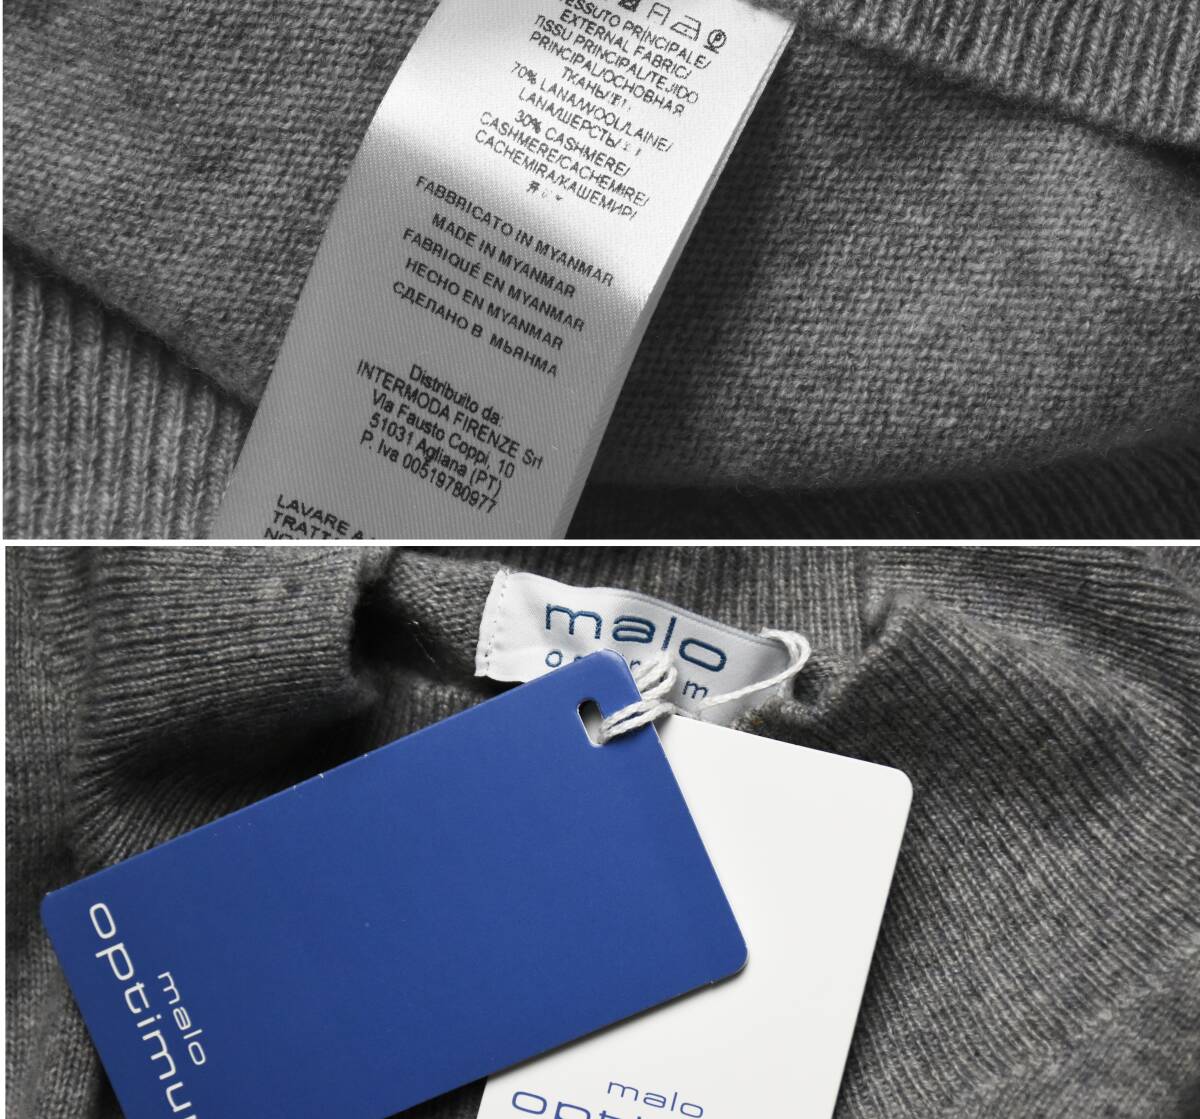 TESSUTO PRINCIPALE/
EXTERNAL FABRIC/
TISSU PRINCIPAL/TEJIDO
PRINCIPAL/ОСНОВНАЯ
ТКАНЬ/
70% LANA/WOOL/LAINE/
LANA/ШЕРСТЬ/
30% CASHMERE/
CASHMERE/CACHEMIRE/
CACHEMIRA/КАШЕМИР/
FABBRICATO IN MYANMAR
MADE IN MYANMAR
FABRIQUÉ EN MYANMAR
HECHO EN MYANMAR
СДЕЛАНО В МЬЯНМА
Distribuito da:
INTERMODA FIRENZE Srl
Via Fausto Coppi, 10
51031 Agliana (PT)
P. Iva 00519780977
LAVARE A
malo
malo
optimu
malo
opti